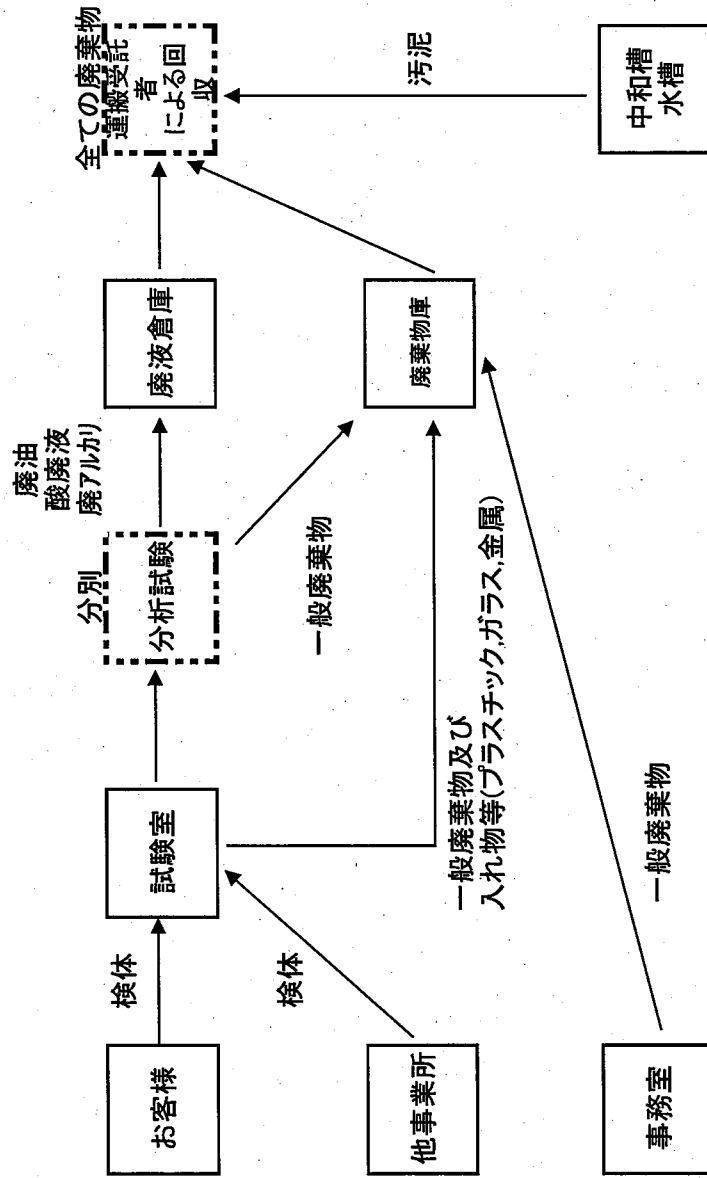 お客様
検体
試験室
分別
分析試験
廃油
酸廃液
廃アルカリ
廃液倉庫
全ての廃棄物
運搬受託
者
による回
収
他事業所
検体
一般廃棄物
廃棄物庫
一般廃棄物及び
入れ物等(プラスチック,ガラス,金属)
汚泥
事務室
一般廃棄物
中和槽
水槽